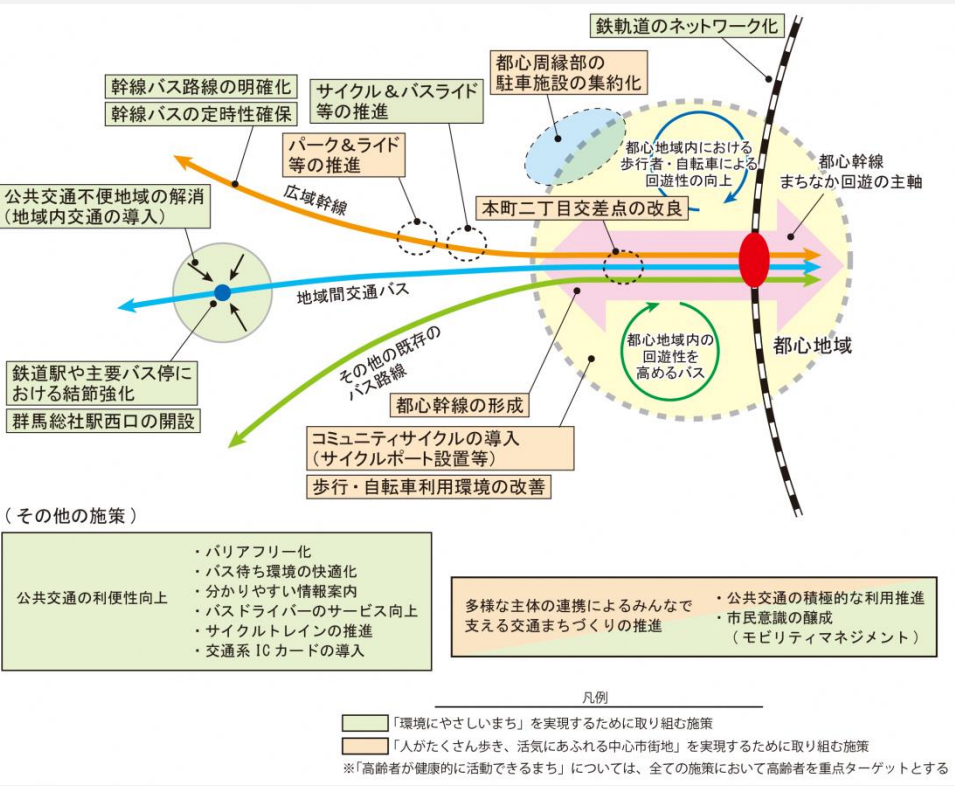 鉄軌道のネットワーク化
都心周縁部の
駐車施設の集約化
幹線バス路線の明確化
幹線バスの定時性確保
サイクル＆バスライド
等の推進
パーク＆ライド
等の推進
都心地域内における
歩行者・自転車による
回遊性の向上
都心幹線
まちなか回遊の主軸
公共交通不便地域の解消
(地域内交通の導入)
広域幹線
本町二丁目交差点の改良
地域間交通バス
その他の既存の
バス路線
都心地域内の
回遊性を
高めるバス
都心地域
鉄道駅や主要バス停に
おける結節強化
群馬総社駅西口の開設
都心幹線の形成
コミュニティサイクルの導入
(サイクルポート設置等)
歩行・自転車利用環境の改善
(その他の施策)
公共交通の利便性向上
・バリアフリー化
・バス待ち環境の快適化
・分かりやすい情報案内
・バスドライバーのサービス向上
・サイクルトレインの推進
・交通系ICカードの導入
多様な主体の連携によるみんなで
支える交通まちづくりの推進
・公共交通の積極的な利用推進
・市民意識の醸成
(モビリティマネジメント)
凡例
「環境にやさしいまち」を実現するために取り組む施策
「人がたくさん歩き、活気にあふれる中心市街地」を実現するために取り組む施策
※「高齢者が健康的に活動できるまち」については、全ての施策において高齢者を重点ターゲットとする